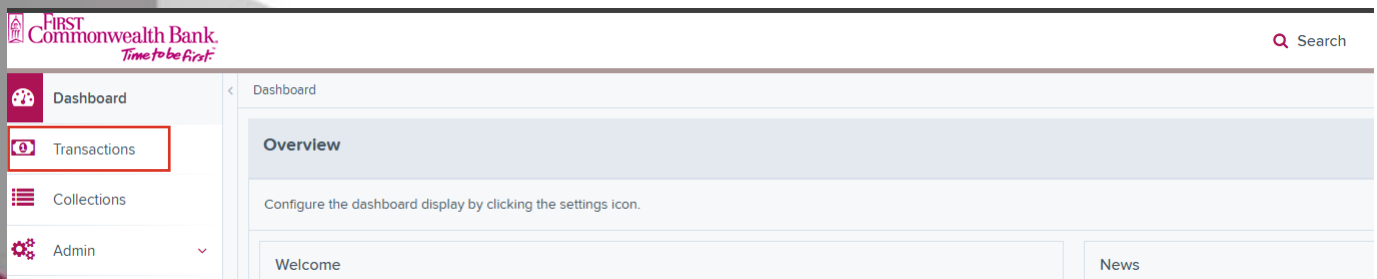 FIRST
Commonwealth Bank.
Time to be first.
Search
Dashboard
Transactions
Collections
Admin
Dashboard
Overview
Configure the dashboard display by clicking the settings icon.
Welcome
News